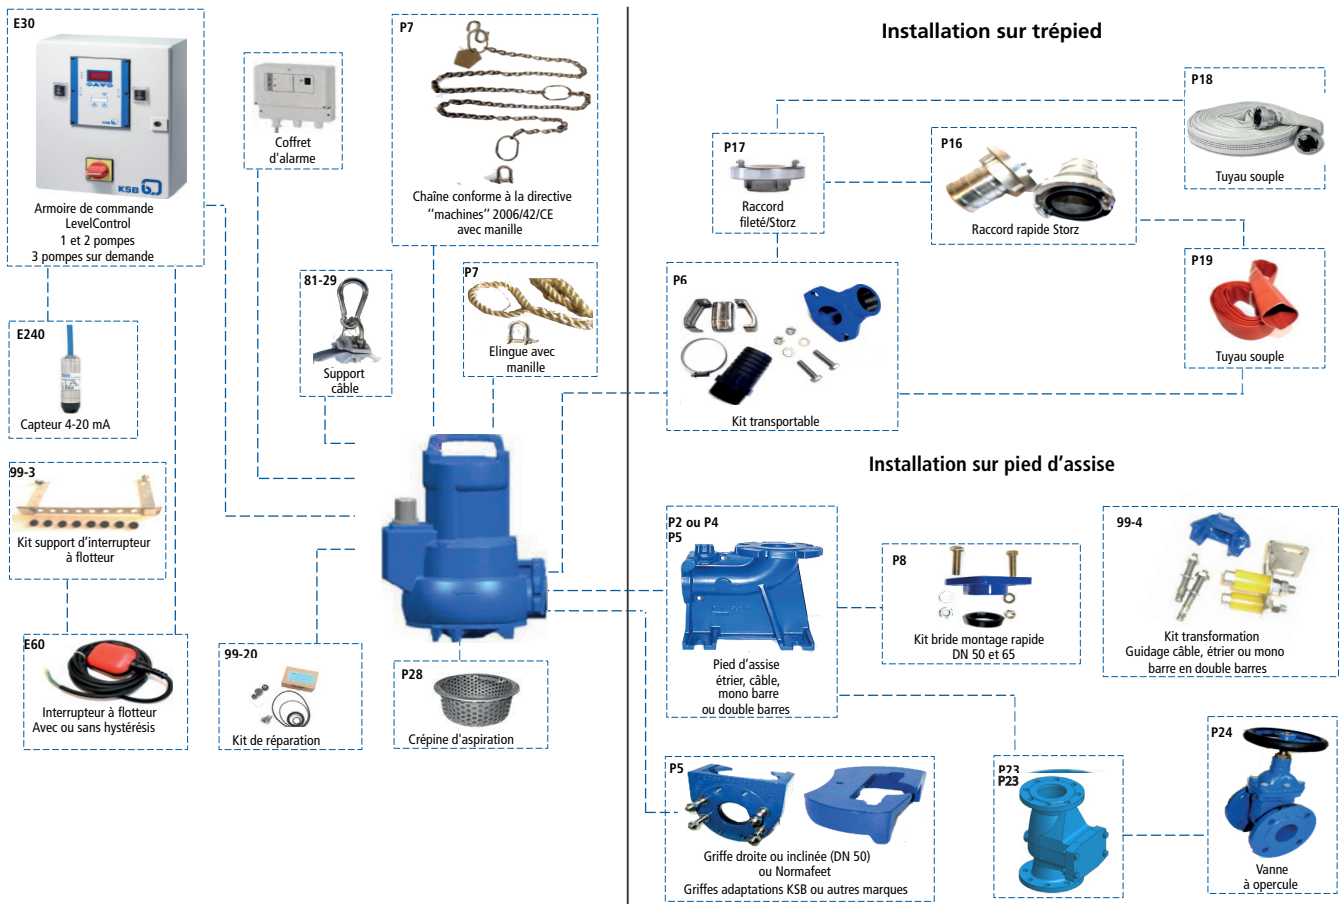 E30
KSB
KSB
Armoire de commande
LevelControl
1 et 2 pompes
3 pompes sur demande
Coffret
d'alarme
P7
Chaîne conforme à la directive
''machines'' 2006/42/CE
avec manille
81-29
Support
câble
P7
Elingue avec
manille
E240
Capteur 4-20 mA
99-3
Kit support d’interrupteur
à flotteur
E60
Interrupteur à flotteur
Avec ou sans hystérésis
99-20
Kit de réparation
P28
Crépine d'aspiration
Installation sur trépied
P18
Tuyau souple
P17
Raccord
fileté/Storz
P16
Raccord rapide Storz
P19
Tuyau souple
P6
Kit transportable
Installation sur pied d’assise
P2 ou P4
P5
Pied d’assise
étrier, câble,
mono barre
ou double barres
P8
Kit bride montage rapide
DN 50 et 65
99-4
Kit transformation
Guidage câble, étrier ou mono
barre en double barres
P5
Griffe droite ou inclinée (DN 50)
ou Normafeet
Griffes adaptations KSB ou autres marques
P23
P23
P24
Vanne
à opercule